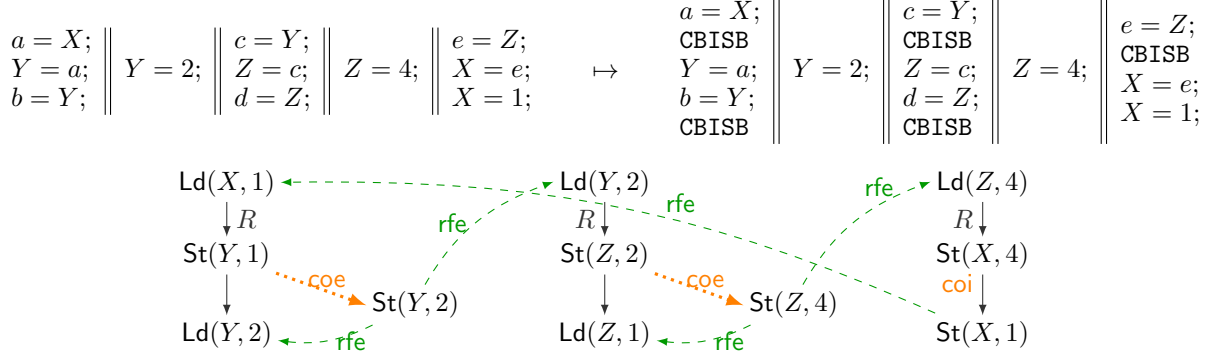 a = X; c = Y; e = Z;
Y = a; Y = 2; Z = c; Z = 4; X = e;
b = Y; d = Z; X = 1;
↦
a = X; c = Y; e = Z;
CBISB CBISB CBISB
Y = a; Y = 2; Z = c; Z = 4; X = e;
b = Y; d = Z; X = 1;
CBISB CBISB
Ld(X, 1) Ld(Y, 2) Ld(Z, 4)
rfe rfe
R R R
rfe
St(Y, 1) St(Z, 2) St(X, 4)
coe coe coi
St(Y, 2) St(Z, 4)
Ld(Y, 2) Ld(Z, 1) St(X, 1)
rfe rfe